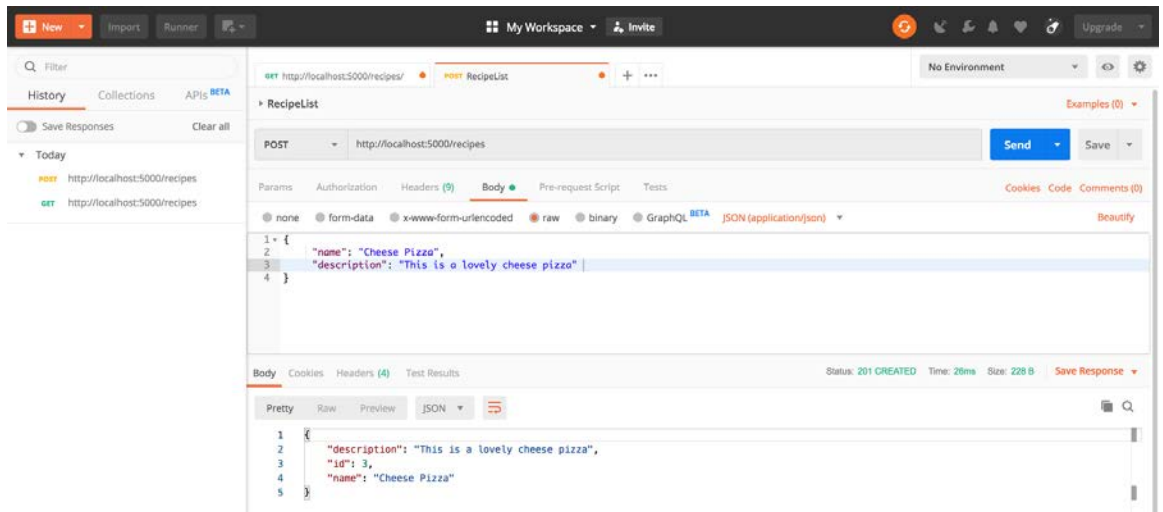 New Import Runner My Workspace Invite Upgrade
Filter
History Collections APIs BETA
Save Responses Clear all
Today
POST http://localhost:5000/recipes
GET http://localhost:5000/recipes
GET http://localhost:5000/recipes/ POST RecipeList + ••• No Environment
RecipeList Examples (0)
POST http://localhost:5000/recipes Send Save
Params Authorization Headers (9) Body Pre-request Script Tests Cookies Code Comments (0)
none form-data x-www-form-urlencoded raw binary GraphQL BETA JSON (application/json) Beautify
1 {
2 "name": "Cheese Pizza",
3 "description": "This is a lovely cheese pizza"
4 }
Body Cookies Headers (4) Test Results Status: 201 CREATED Time: 26ms Size: 228 B Save Response
Pretty Raw Preview JSON
1 {
2 "description": "This is a lovely cheese pizza",
3 "id": 3,
4 "name": "Cheese Pizza"
5 }